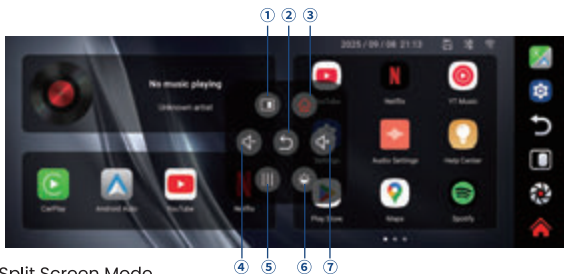 ① ② ③
2025/09/08 21:13
No music playing
Unknown artist
Netflix
YT Music
Audio Settings
Help Center
CarPlay
Android Auto
YouTube
Netflix
Play Store
Maps
Spotify
④ ⑤ ⑥ ⑦
Split Screen Mode